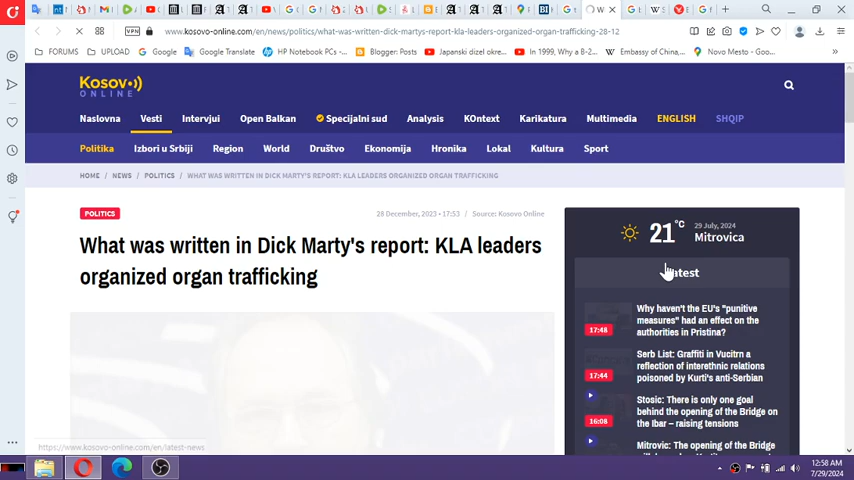 VPN www.kosovo-online.com/en/news/politics/what-was-written-dick-martys-report-kla-leaders-organized-organ-trafficking-28-12
FORUMS UPLOAD Google Google Translate HP Notebook PCs... Blogger: Posts Japanski dizel okre... In 1999, Why a B-2... Embassy of China,... Novo Mesto - Goo...
Kosovo
ONLINE
Naslovna Vesti Intervjui Open Balkan Specijalni sud Analysis KOntext Karikatura Multimedia ENGLISH SHQIP
Politika Izbori u Srbiji Region World Društvo Ekonomija Hronika Lokal Kultura Sport
HOME / NEWS / POLITICS / WHAT WAS WRITTEN IN DICK MARTY'S REPORT: KLA LEADERS ORGANIZED ORGAN TRAFFICKING
POLITICS
28 December, 2023 • 17:53 / Source: Kosovo Online
What was written in Dick Marty's report: KLA leaders
organized organ trafficking
21 °C
29 July, 2024
Mitrovica
Latest
Why haven't the EU's "punitive
measures" had an effect on the
authorities in Pristina?
17:48
Serb List: Graffiti in Vucitrn a
reflection of interethnic relations
poisoned by Kurti's anti-Serbian
17:44
Stosic: There is only one goal
behind the opening of the Bridge on
the Ibar – raising tensions
16:08
Mitrovic: The opening of the Bridge
https://www.kosovo-online.com/en/latest-news
12:58 AM
7/29/2024